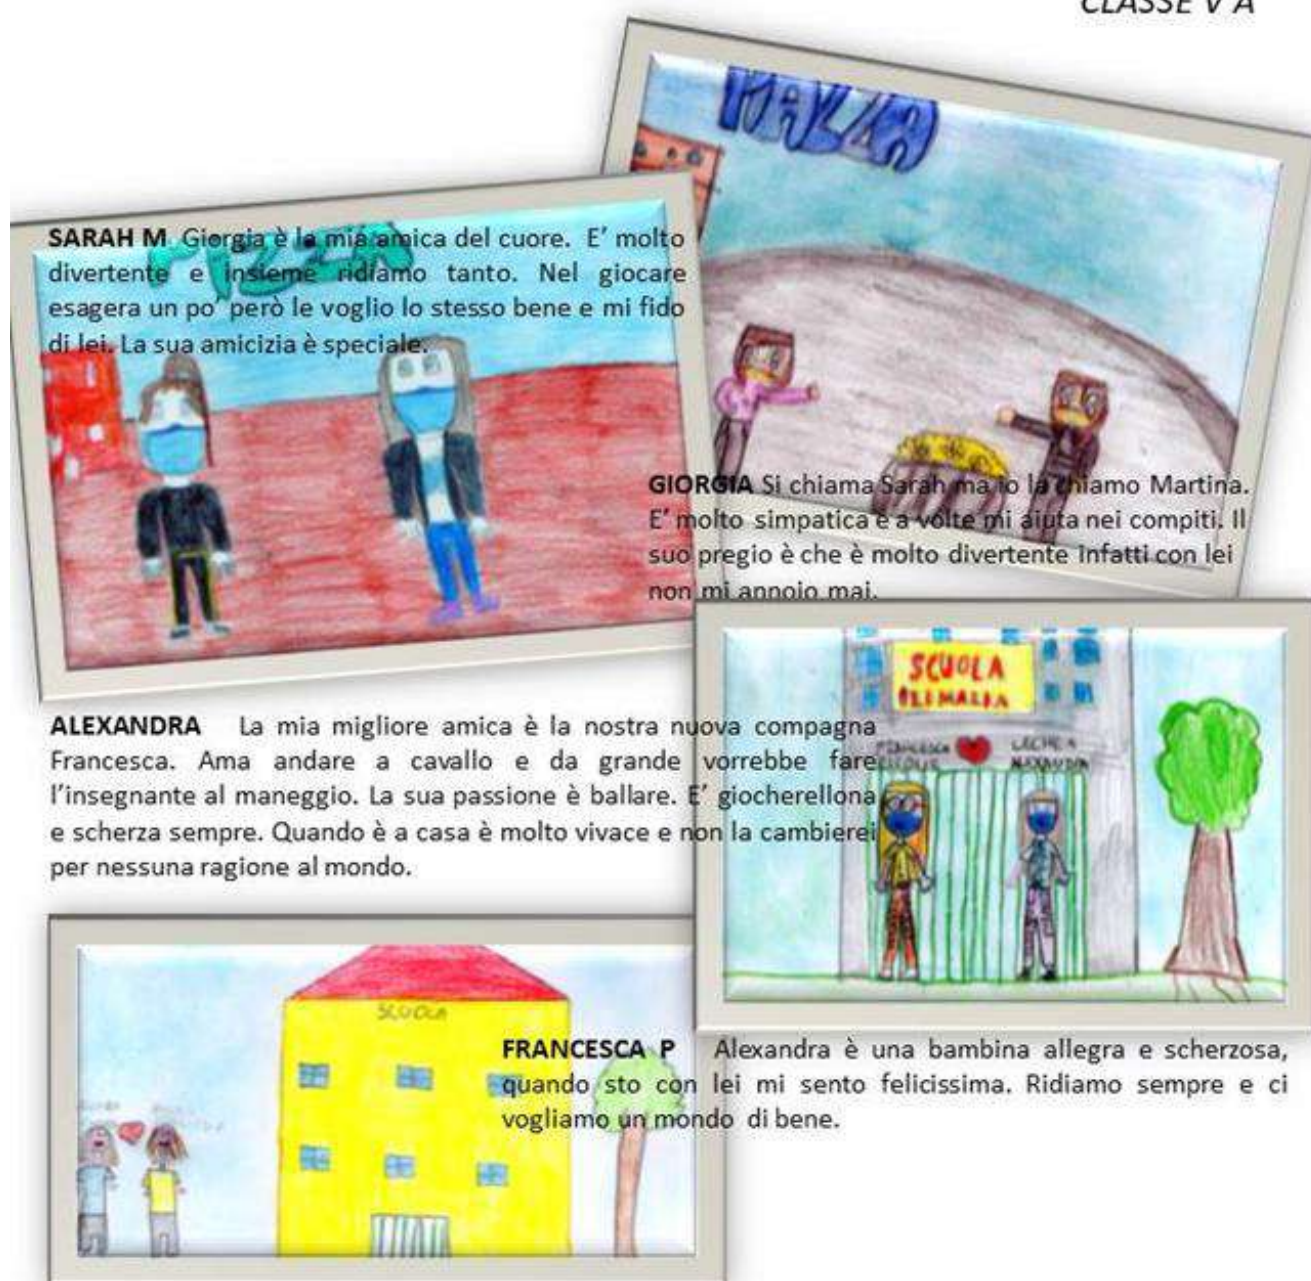 CLASSE V A
PIAZZA
SARAH M Giorgia è la mia amica del cuore. E' molto
divertente e insieme ridiamo tanto. Nel giocare
esagera un po' però le voglio lo stesso bene e mi fido
di lei. La sua amicizia è speciale.
GIORGIA Si chiama Sarah ma io la chiamo Martina.
E' molto simpatica e a volte mi aiuta nei compiti. Il
suo pregio è che è molto divertente infatti con lei
non mi annoio mai.
SCUOLA
ALEXANDRA La mia migliore amica è la nostra nuova compagna
Francesca. Ama andare a cavallo e da grande vorrebbe fare
l'insegnante al maneggio. La sua passione è ballare. E' giocherellona
e scherza sempre. Quando è a casa è molto vivace e non la cambierei
per nessuna ragione al mondo.
SCUOLA
FRANCESCA P Alexandra è una bambina allegra e scherzosa,
quando sto con lei mi sento felicissima. Ridiamo sempre e ci
vogliamo un mondo di bene.